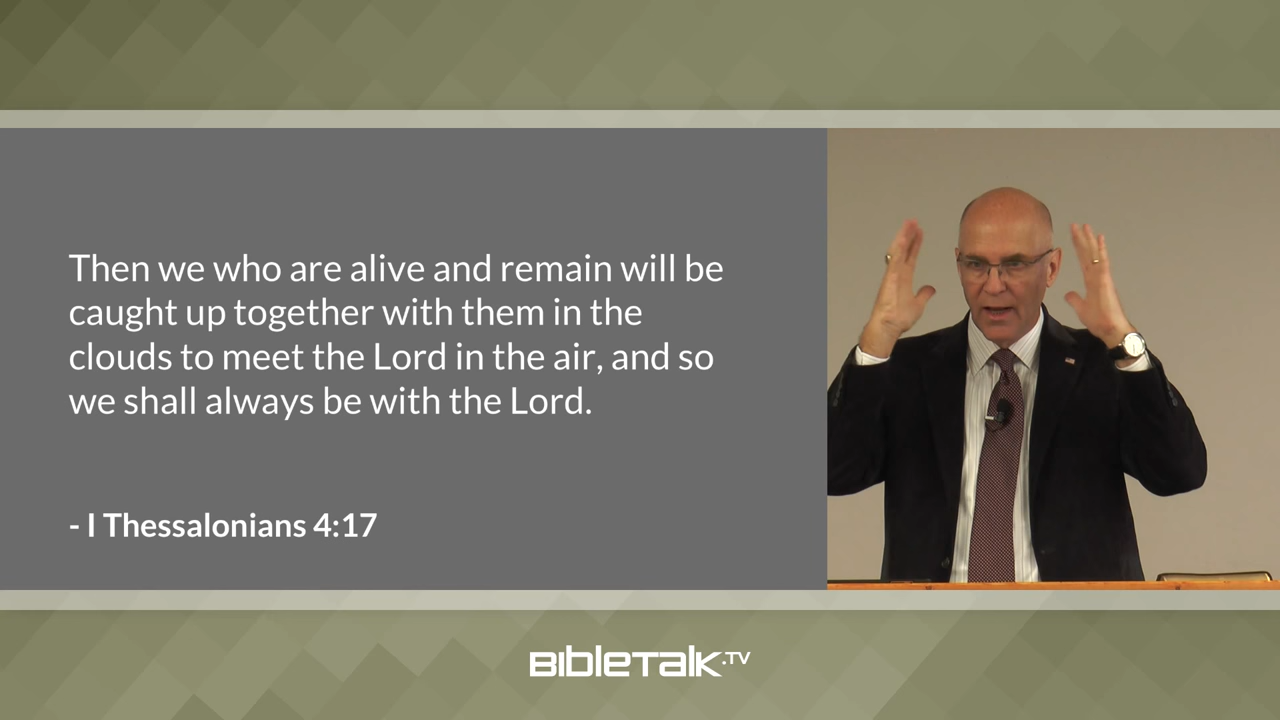 Then we who are alive and remain will be
caught up together with them in the
clouds to meet the Lord in the air, and so
we shall always be with the Lord.
- I Thessalonians 4:17
BibleTalk.TV